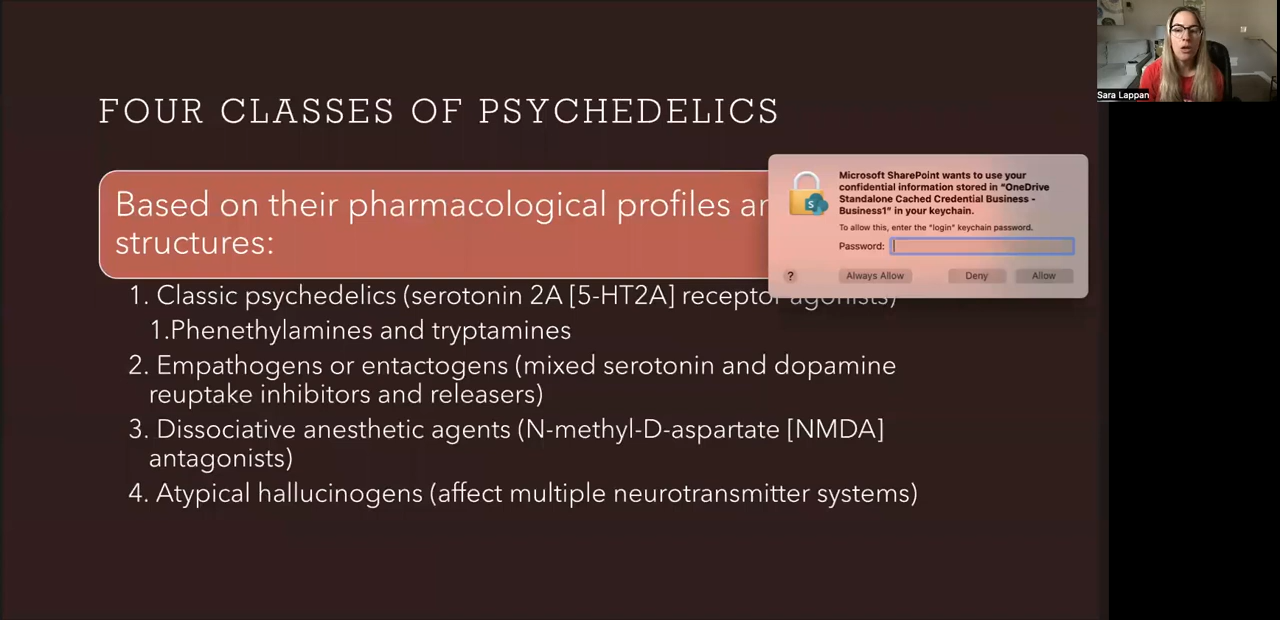 Sara Lappan
FOUR CLASSES OF PSYCHEDELICS
Based on their pharmacological profiles
structures:
1. Classic psychedelics (serotonin 2A [5-HT2A] receptor agonists)
1.Phenethylamines and tryptamines
2. Empathogens or entactogens (mixed serotonin and dopamine
reuptake inhibitors and releasers)
3. Dissociative anesthetic agents (N-methyl-D-aspartate [NMDA]
antagonists)
4. Atypical hallucinogens (affect multiple neurotransmitter systems)
Microsoft SharePoint wants to use your
confidential information stored in "OneDrive
Standalone Cached Credential Business -
Business1" in your keychain.
To allow this, enter the "login" keychain password.
Password:
? Always Allow Deny Allow